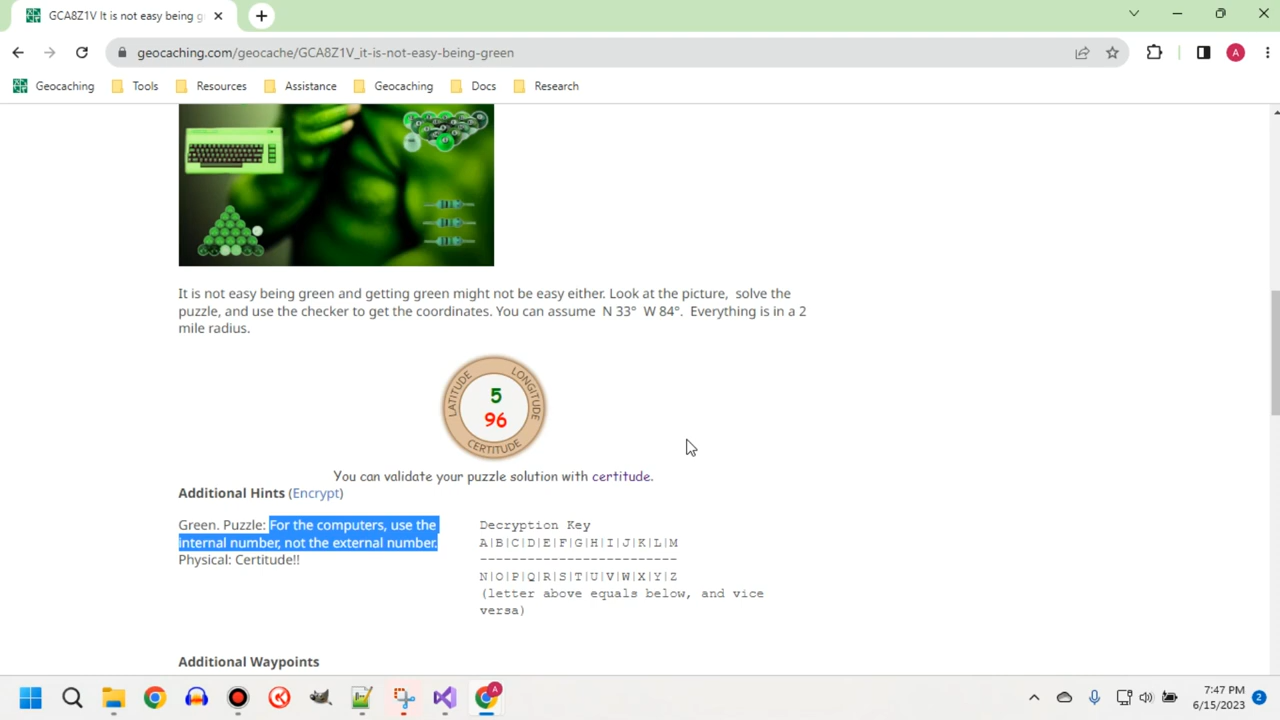 GCA8Z1V It is not easy being g
geocaching.com/geocache/GCA8Z1V_it-is-not-easy-being-green
A
Geocaching Tools Resources Assistance Geocaching Docs Research
It is not easy being green and getting green might not be easy either. Look at the picture, solve the
puzzle, and use the checker to get the coordinates. You can assume N 33° W 84°. Everything is in a 2
mile radius.
LATITUDE LONGITUDE
5
96
CERTITUDE
You can validate your puzzle solution with certitude.
Additional Hints (Encrypt)
Green. Puzzle: For the computers, use the
internal number, not the external number.
Physical: Certitude!!
Decryption Key
A|B|C|D|E|F|G|H|I|J|K|L|M
-------------------------
N|O|P|Q|R|S|T|U|V|W|X|Y|Z
(letter above equals below, and vice
versa)
Additional Waypoints
A
7:47 PM
6/15/2023
2